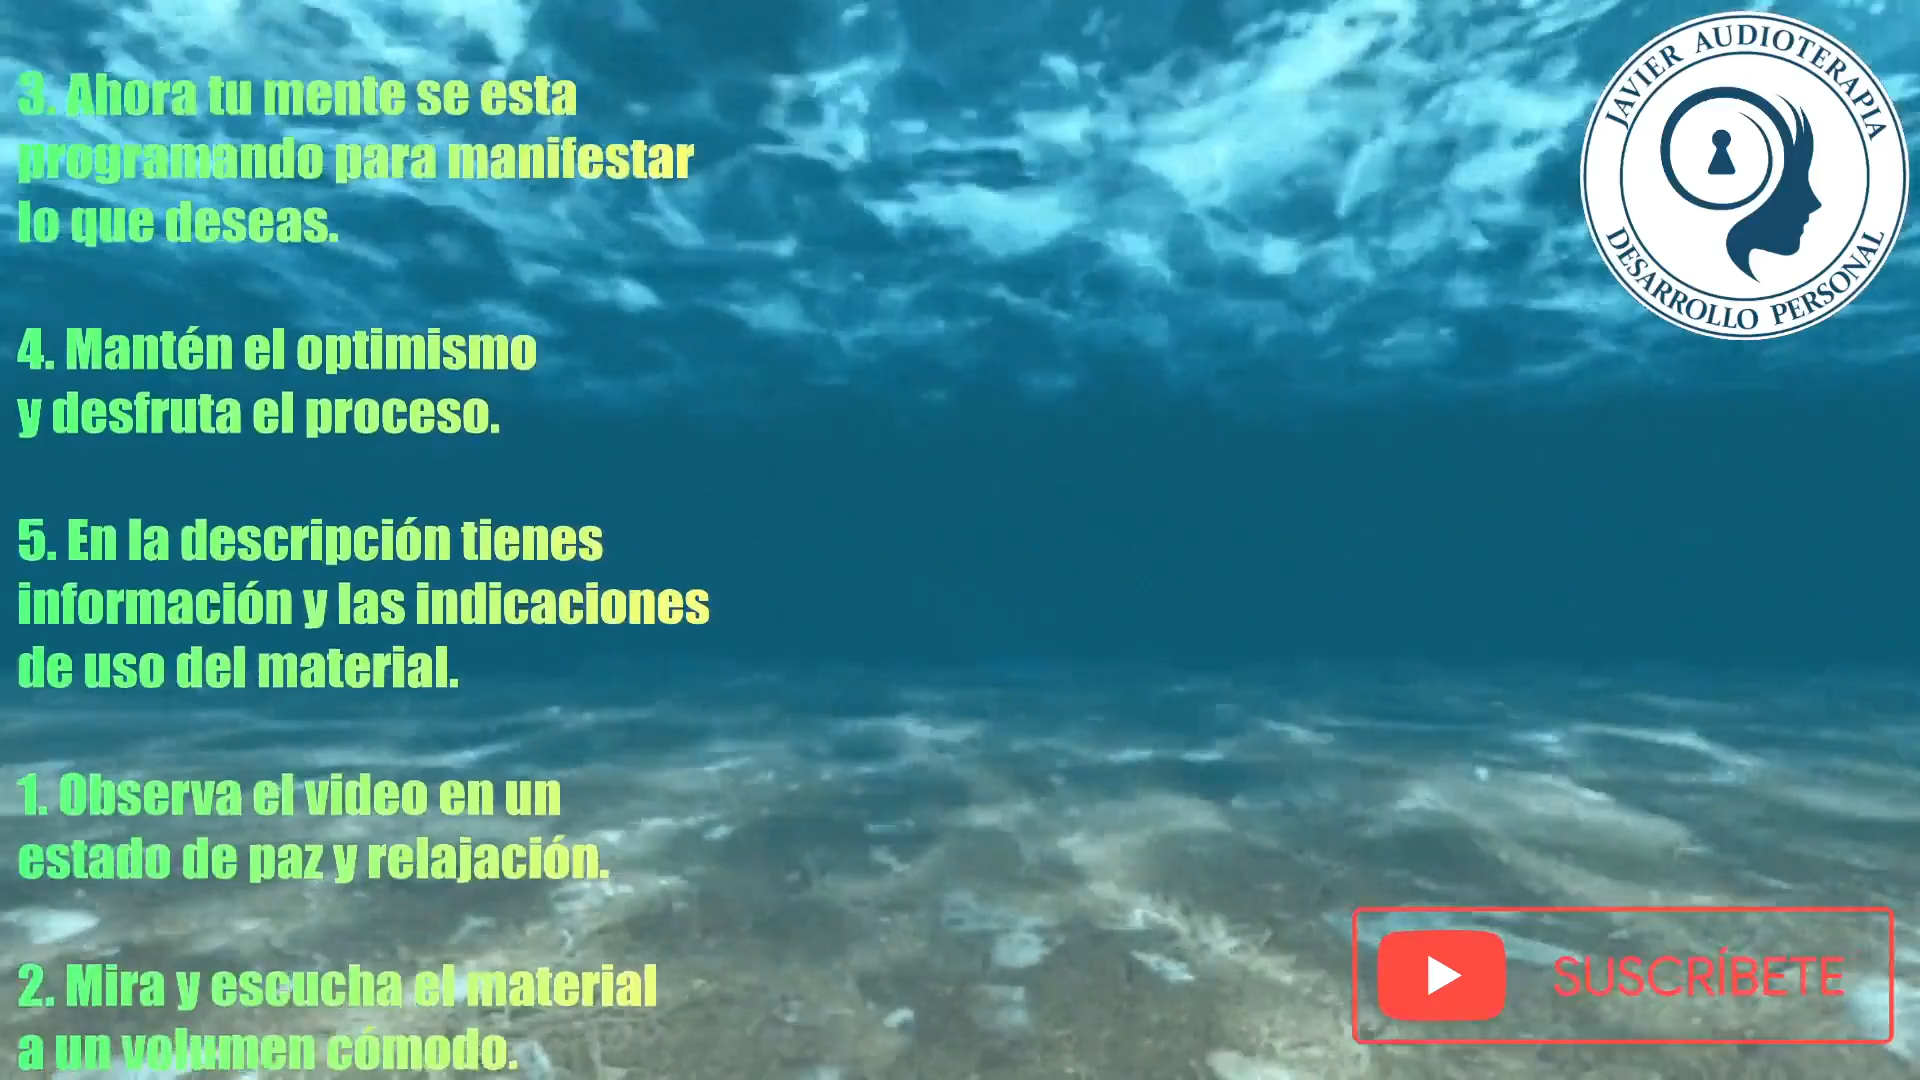 3. Ahora tu mente se esta
programando para manifestar
lo que deseas.
4. Mantén el optimismo
y desfruta el proceso.
5. En la descripción tienes
información y las indicaciones
de uso del material.
1. Observa el video en un
estado de paz y relajación.
2. Mira y escucha el material
a un volumen cómodo.
JAVIER AUDIOTERAPIA
DESARROLLO PERSONAL
SUSCRÍBETE